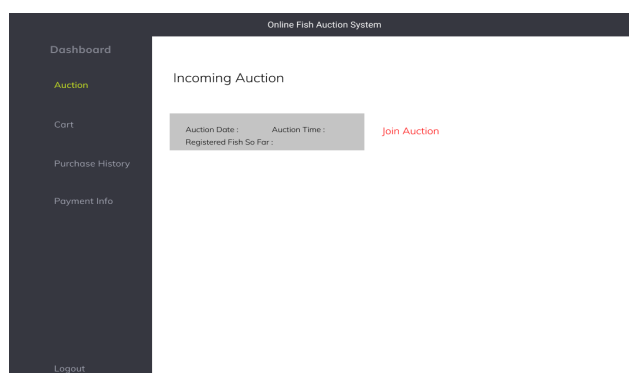 Online Fish Auction System
Dashboard
Auction
Cart
Purchase History
Payment Info
Logout
Incoming Auction
Auction Date : Auction Time :
Registered Fish So Far :
Join Auction